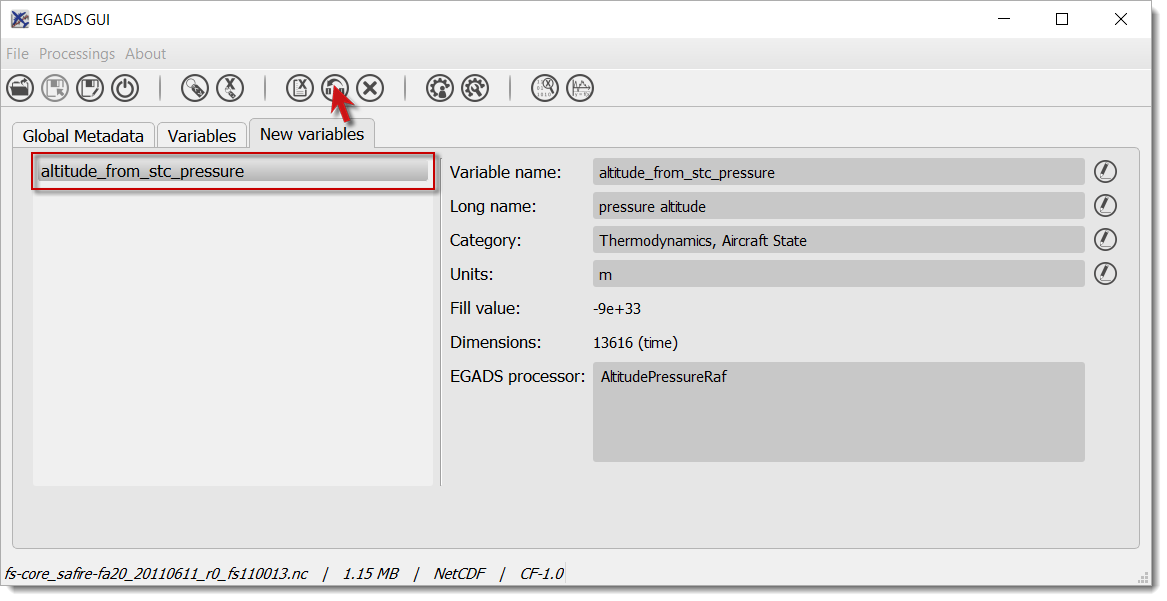 EGADS GUI
File Processings About
Global Metadata Variables New variables
altitude_from_stc_pressure
Variable name: altitude_from_stc_pressure
Long name: pressure altitude
Category: Thermodynamics, Aircraft State
Units: m
Fill value: -9e+33
Dimensions: 13616 (time)
EGADS processor: AltitudePressureRaf
fs-core_safire-fa20_20110611_r0_fs110013.nc | 1.15 MB | NetCDF | CF-1.0